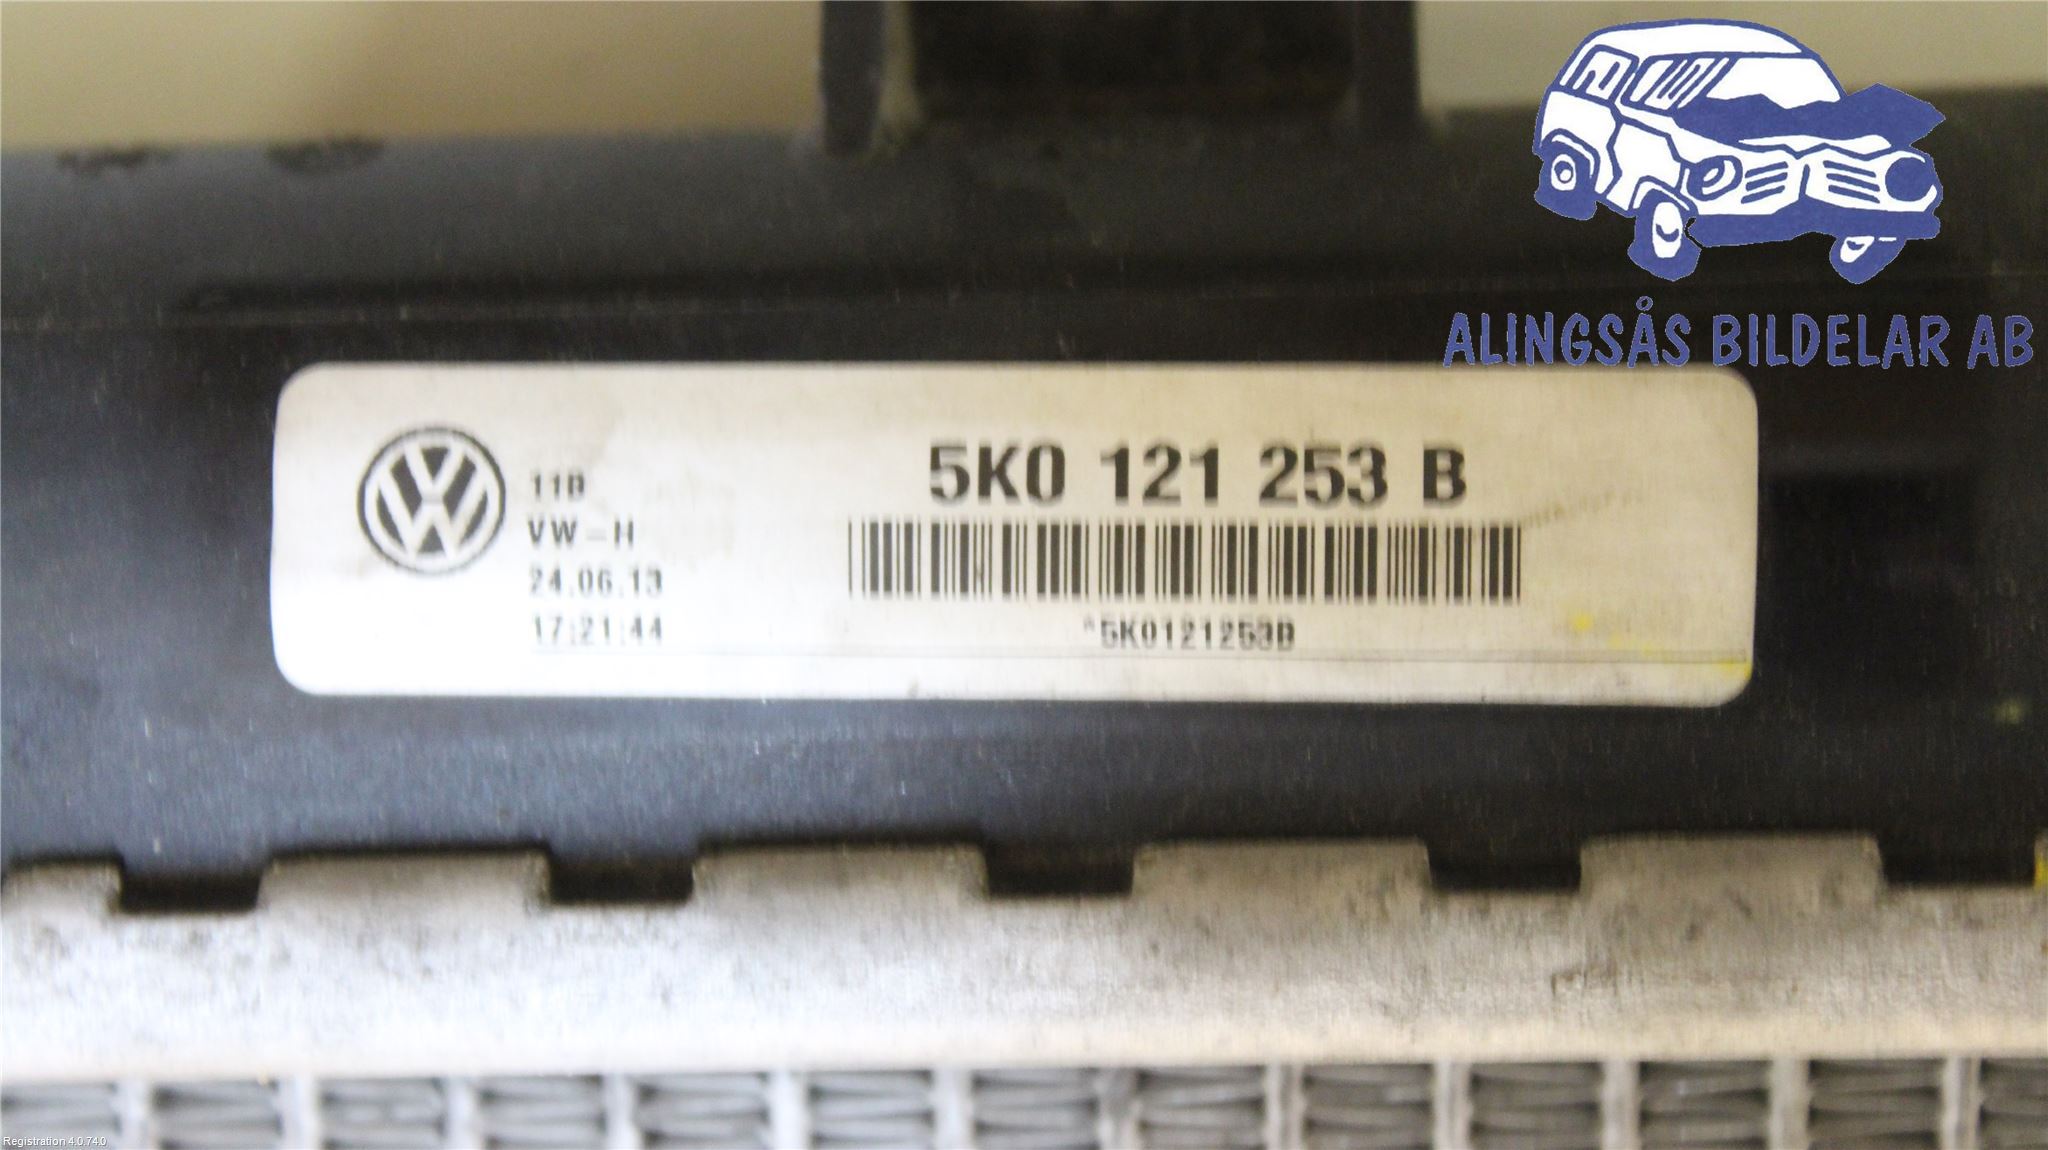 ALINGSÅS BILDELAR AB
5K0 121 253 B
11B
VW-H
24.06.13
17:21:44
*5K0121253B
Registration 4.0.74.0